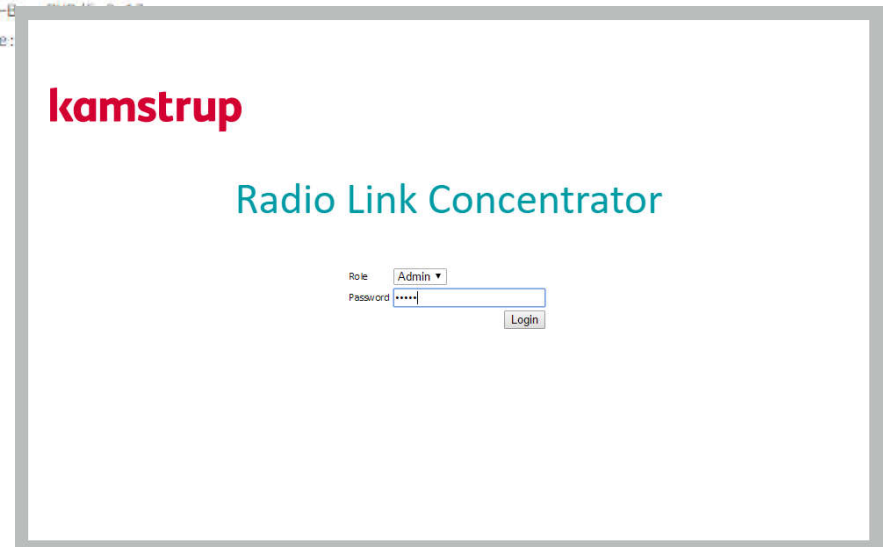 kamstrup
Radio Link Concentrator
Role Admin
Password •••••
Login